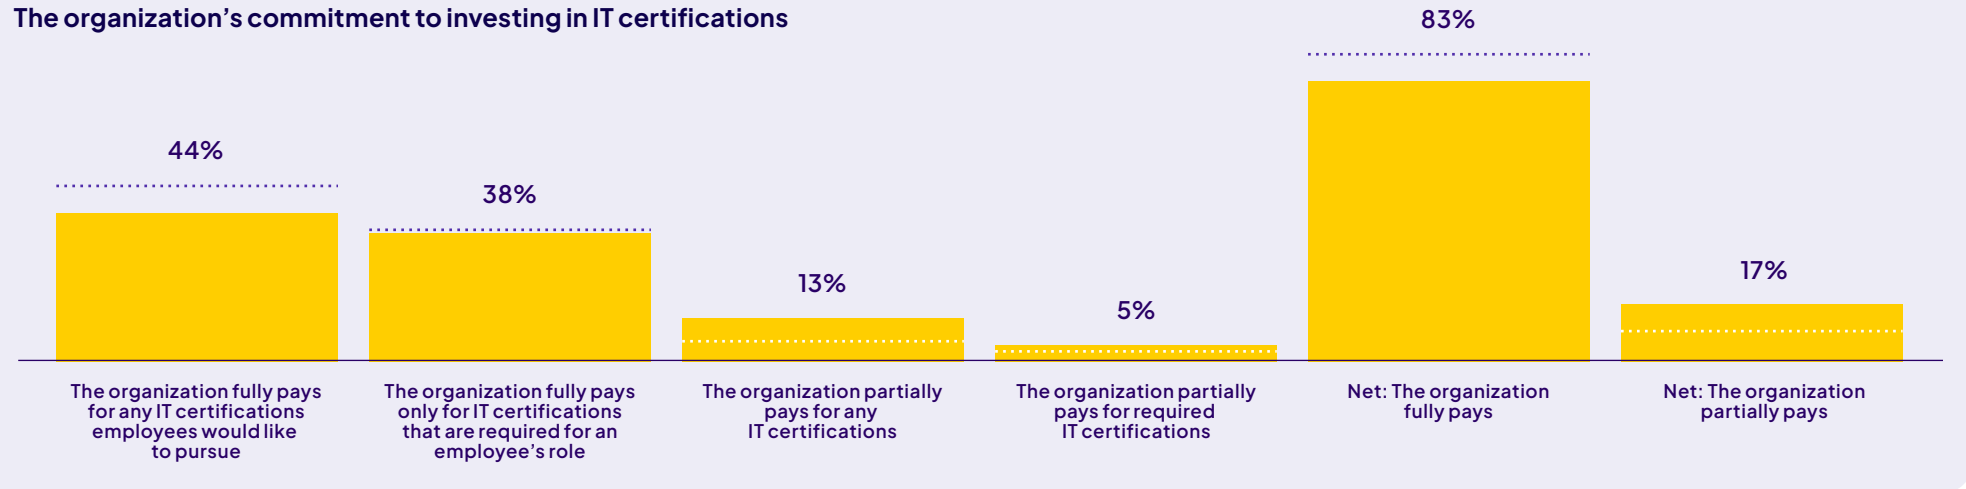 The organization’s commitment to investing in IT certifications
83%
44%
38%
13%
5%
17%
The organization fully pays
for any IT certifications
employees would like
to pursue
The organization fully pays
only for IT certifications
that are required for an
employee’s role
The organization partially
pays for any
IT certifications
The organization partially
pays for required
IT certifications
Net: The organization
fully pays
Net: The organization
partially pays